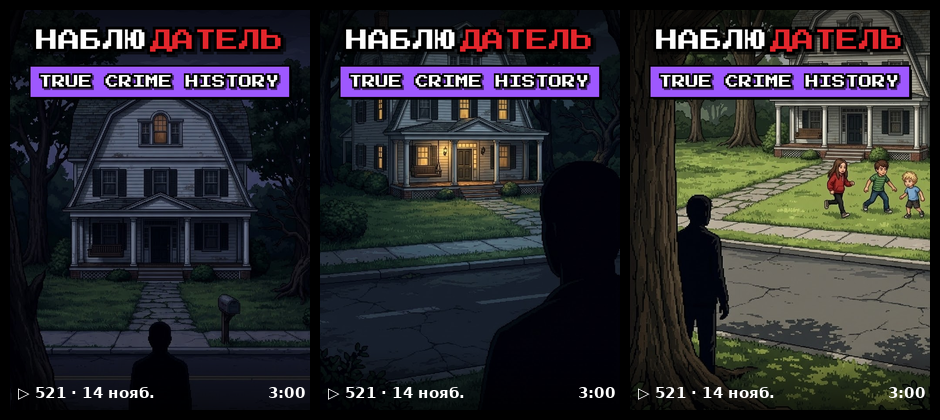 НАБЛЮДАТЕЛЬ
TRUE CRIME HISTORY
▷ 521 · 14 нояб. 3:00
НАБЛЮДАТЕЛЬ
TRUE CRIME HISTORY
▷ 521 · 14 нояб. 3:00
НАБЛЮДАТЕЛЬ
TRUE CRIME HISTORY
▷ 521 · 14 нояб. 3:00